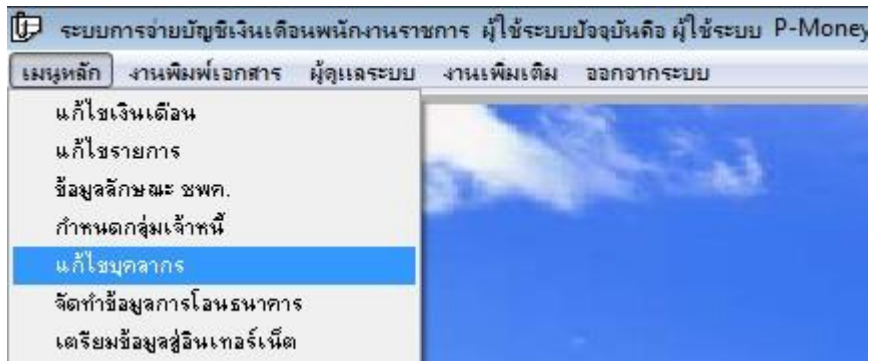 ระบบการจ่ายบัญชีเงินเดือนพนักงานราชการ ผู้ใช้ระบบปัจจุบันคือ ผู้ใช้ระบบ P-Money
เมนูหลัก งานพิมพ์เอกสาร ผู้ดูแลระบบ งานเพิ่มเติม ออกจากระบบ
แก้ไขเงินเดือน
แก้ไขรายการ
ข้อมูลลักษณะ ชพค.
กำหนดกลุ่มเจ้าหนี้
แก้ไขบุคลากร
จัดทำข้อมูลการโอนธนาคาร
เตรียมข้อมูลสู่อินเทอร์เน็ต